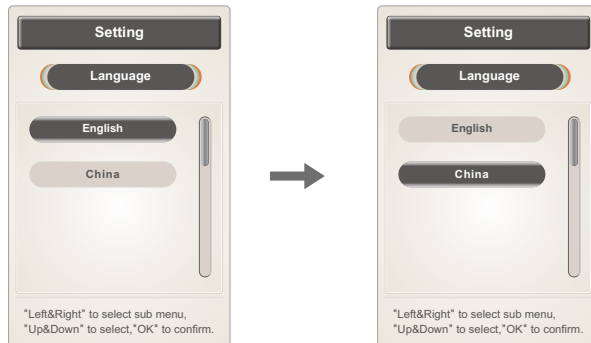 Setting
Language
English
China
"Left&Right" to select sub menu,
"Up&Down" to select,"OK" to confirm.
Setting
Language
English
China
"Left&Right" to select sub menu,
"Up&Down" to select,"OK" to confirm.